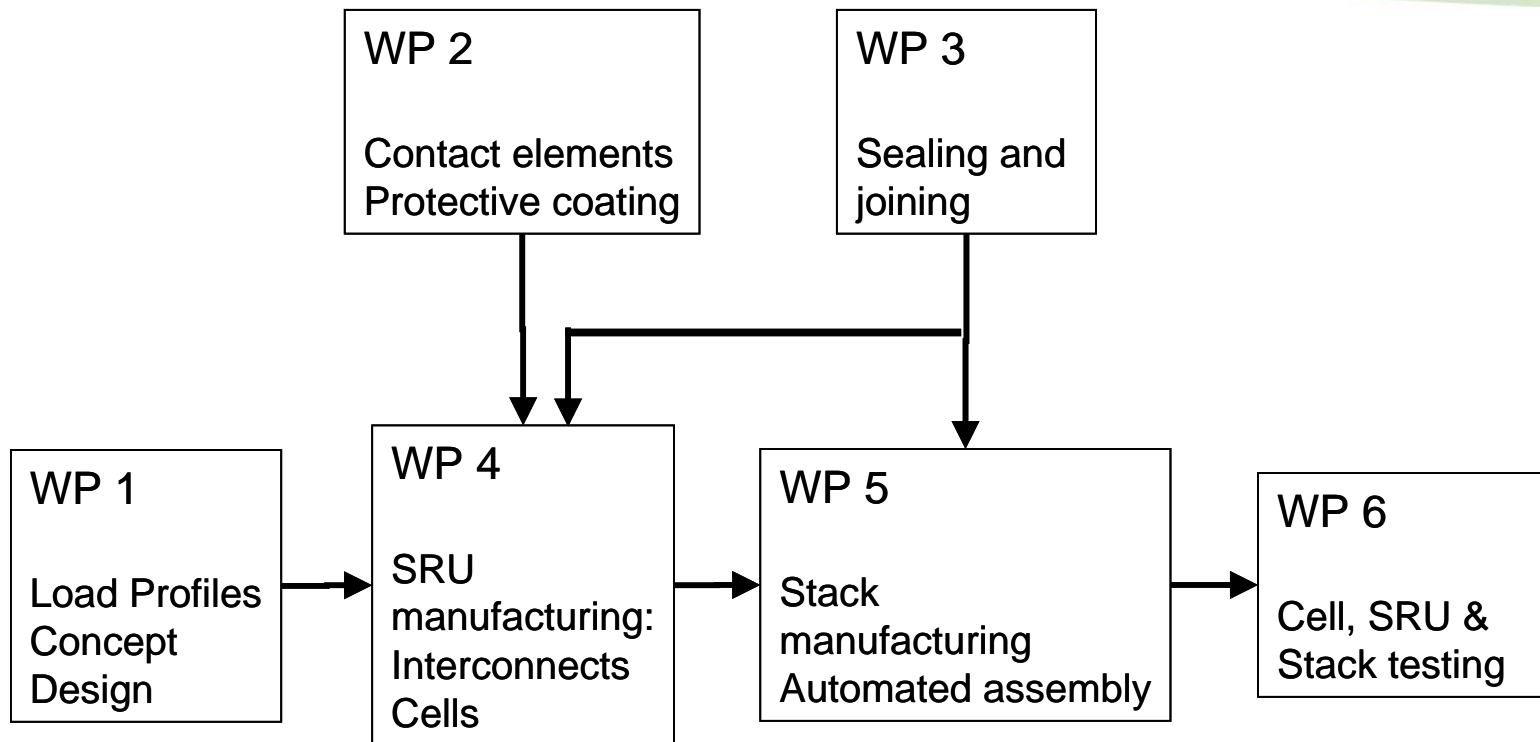 WP 2
Contact elements
Protective coating
WP 3
Sealing and
joining
WP 1
Load Profiles
Concept
Design
WP 4
SRU
manufacturing:
Interconnects
Cells
WP 5
Stack
manufacturing
Automated assembly
WP 6
Cell, SRU &
Stack testing